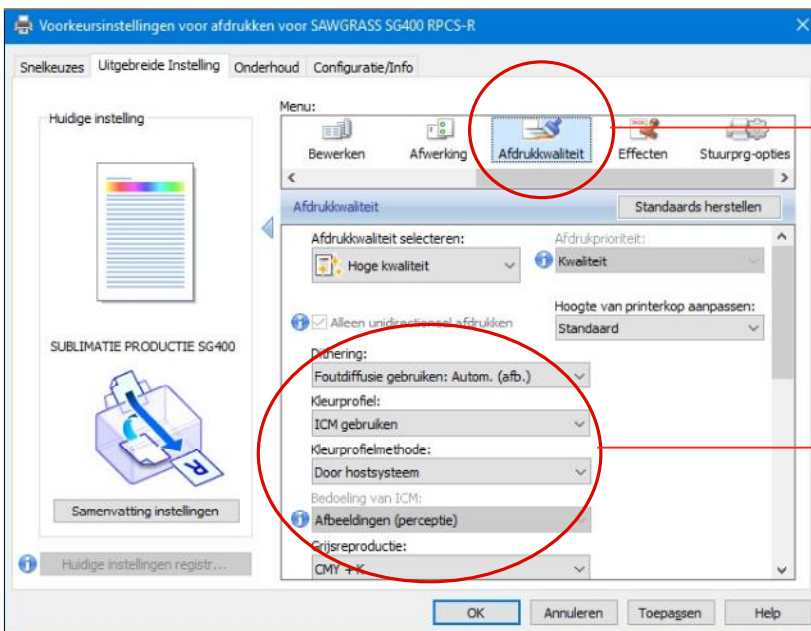 Voorkeursinstellingen voor afdrukken voor SAWGRASS SG400 RPCS-R
Snelkeuzes Uitgebreide Instelling Onderhoud Configuratie/Info
Huidige instelling
SUBLIMATIE PRODUCTIE SG400
R
Samenvatting instellingen
Huidige instellingen registr...
Menu:
Bewerken Afwerking Afdrukkwaliteit Effecten Stuurprg-opties
Afdrukkwaliteit Standaards herstellen
Afdrukkwaliteit selecteren: Afdrukprioriteit:
Hoge kwaliteit Kwaliteit
Hoogte van printerkop aanpassen:
Alleen unidirectioneel afdrukken Standaard
Dithering:
Foutdiffusie gebruiken: Autom. (afb.)
Kleurprofiel:
ICM gebruiken
Kleurprofielmethode:
Door hostsysteem
Bedoeling van ICM:
Afbeeldingen (perceptie)
Grijsreproductie:
CMY + K
OK Annuleren Toepassen Help